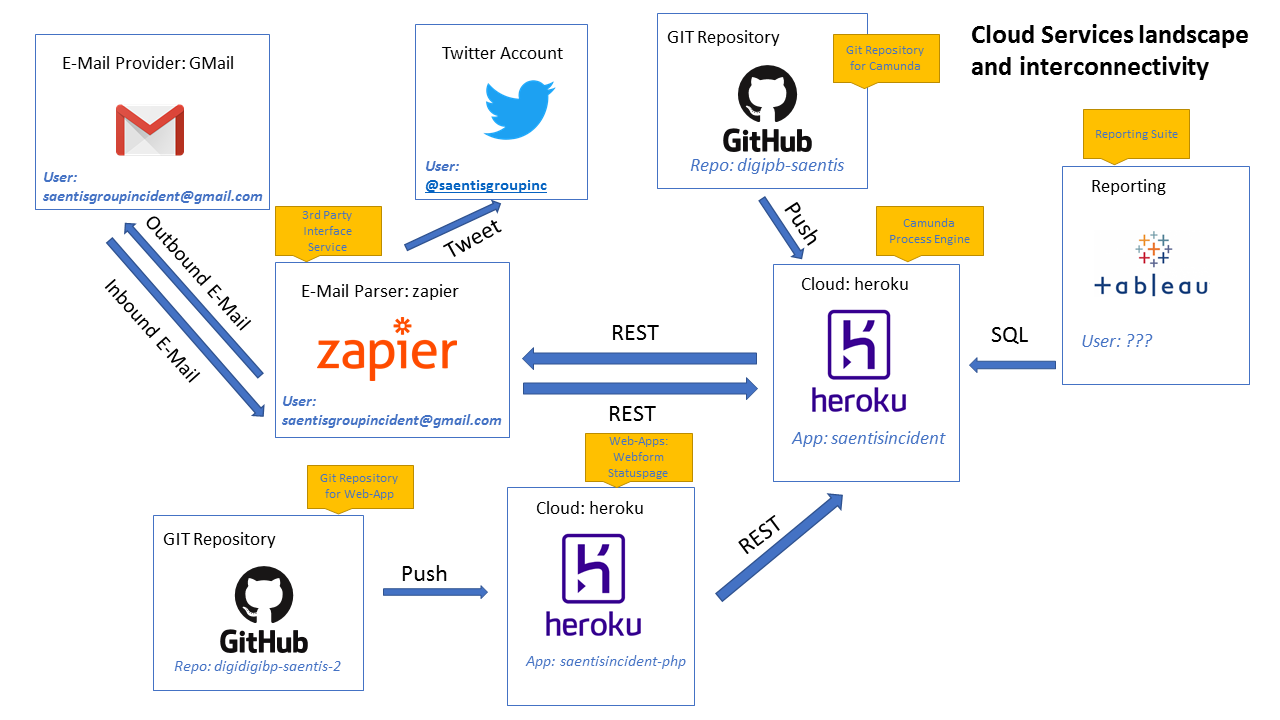 Cloud Services landscape
and interconnectivity
E-Mail Provider: GMail
User:
saentisgroupincident@gmail.com
Twitter Account
User:
@saentisgroupinc
GIT Repository
Git Repository
for Camunda
GitHub
Repo: digipb-saentis
Reporting Suite
Reporting
+ableau
User: ???
Outbound E-Mail
Inbound E-Mail
3rd Party
Interface
Service
Tweet
Push
Camunda
Process Engine
E-Mail Parser: zapier
zapier
User:
saentisgroupincident@gmail.com
REST
REST
Cloud: heroku
heroku
App: saentisincident
SQL
Git Repository
for Web-App
GIT Repository
GitHub
Repo: digidigibp-saentis-2
Push
Web-Apps:
Webform
Statuspage
Cloud: heroku
heroku
App: saentisincident-php
REST